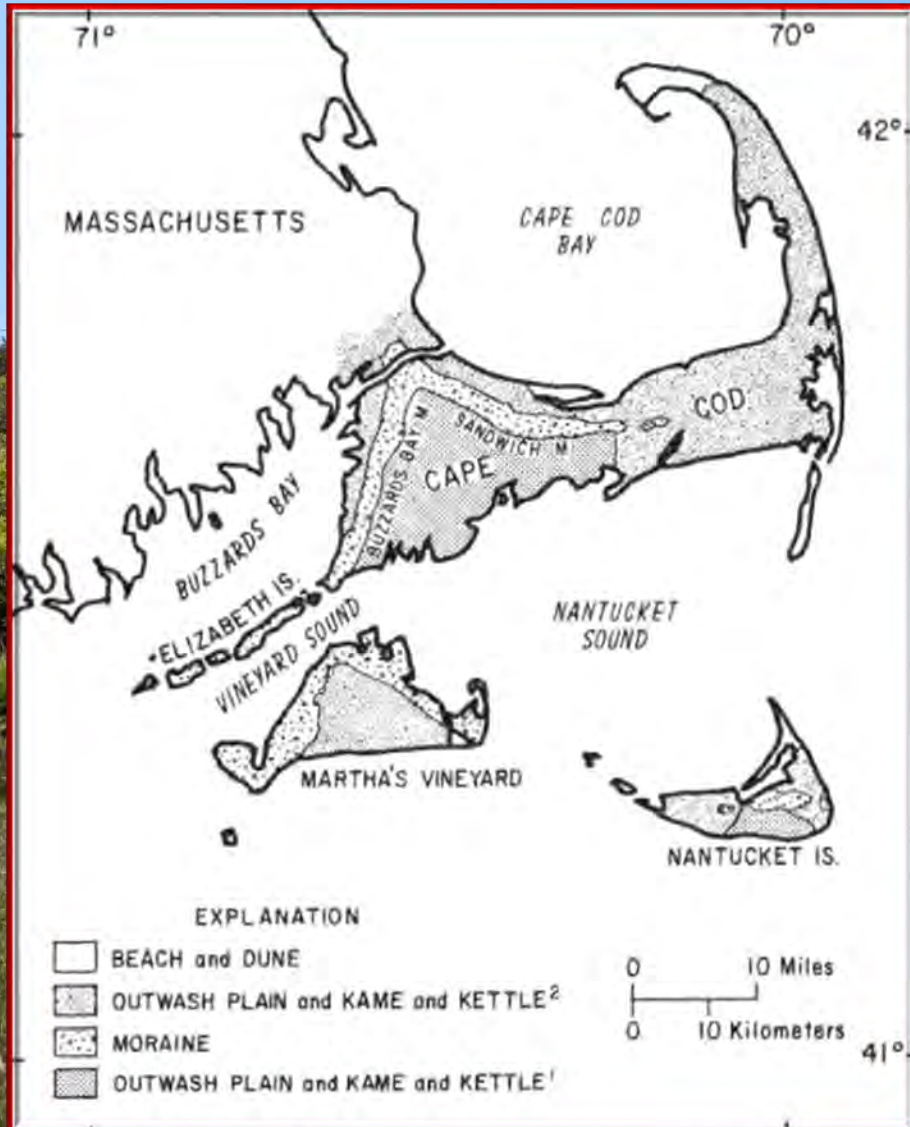 71°
70°
42°
MASSACHUSETTS
CAPE COD
BAY
COD
SANDWICH M
CAPE
BUZZARDS BAY M.
BUZZARDS BAY
ELIZABETH IS.
VINEYARD SOUND
NANTUCKET
SOUND
MARTHA'S VINEYARD
NANTUCKET IS.
EXPLANATION
BEACH and DUNE
OUTWASH PLAIN and KAME and KETTLE²
MORAINE
OUTWASH PLAIN and KAME and KETTLE¹
0 10 Miles
0 10 Kilometers
41°